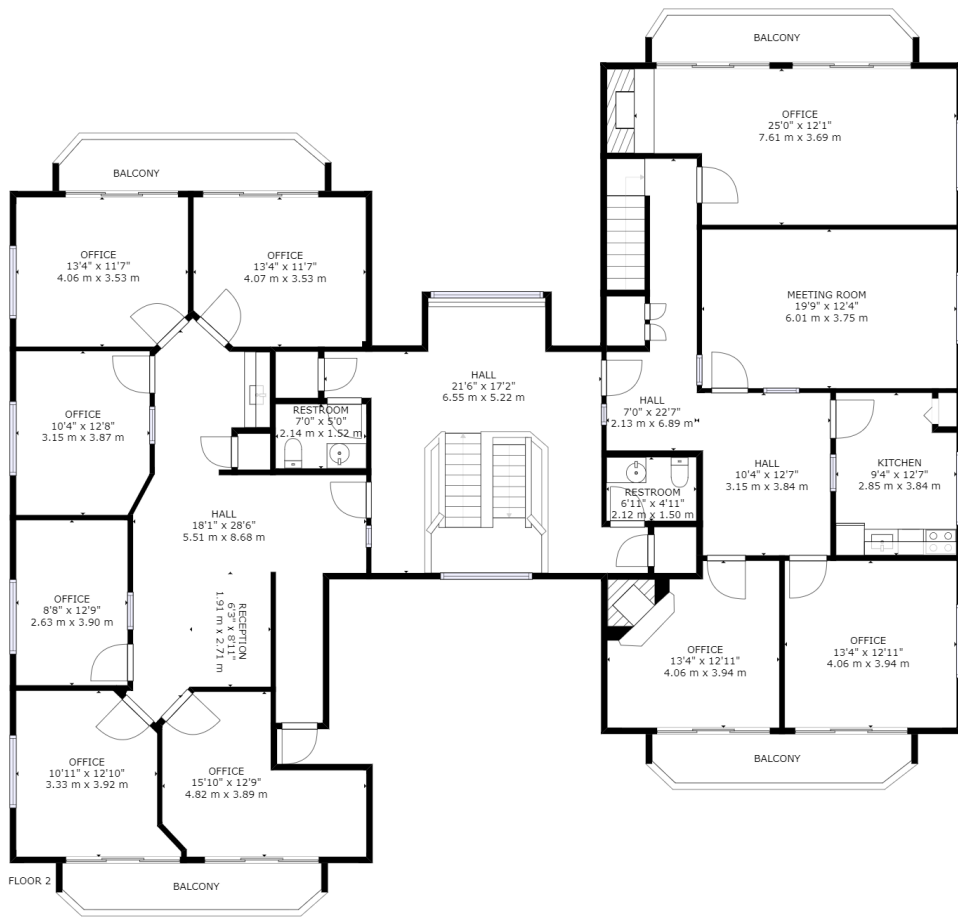 BALCONY
OFFICE
25'0" x 12'1"
7.61 m x 3.69 m
BALCONY
OFFICE
13'4" x 11'7"
4.06 m x 3.53 m
OFFICE
13'4" x 11'7"
4.07 m x 3.53 m
MEETING ROOM
19'9" x 12'4"
6.01 m x 3.75 m
OFFICE
10'4" x 12'8"
3.15 m x 3.87 m
RESTROOM
7'0" x 5'0"
2.14 m x 1.52 m
HALL
21'6" x 17'2"
6.55 m x 5.22 m
HALL
7'0" x 22'7"
2.13 m x 6.89 m
HALL
10'4" x 12'7"
3.15 m x 3.84 m
KITCHEN
9'4" x 12'7"
2.85 m x 3.84 m
RESTROOM
6'11" x 4'11"
2.12 m x 1.50 m
HALL
18'1" x 28'6"
5.51 m x 8.68 m
OFFICE
8'8" x 12'9"
2.63 m x 3.90 m
RECEPTION
6'3" x 8'11"
1.91 m x 2.71 m
OFFICE
13'4" x 12'11"
4.06 m x 3.94 m
OFFICE
13'4" x 12'11"
4.06 m x 3.94 m
OFFICE
10'11" x 12'10"
3.33 m x 3.92 m
OFFICE
15'10" x 12'9"
4.82 m x 3.89 m
BALCONY
FLOOR 2
BALCONY